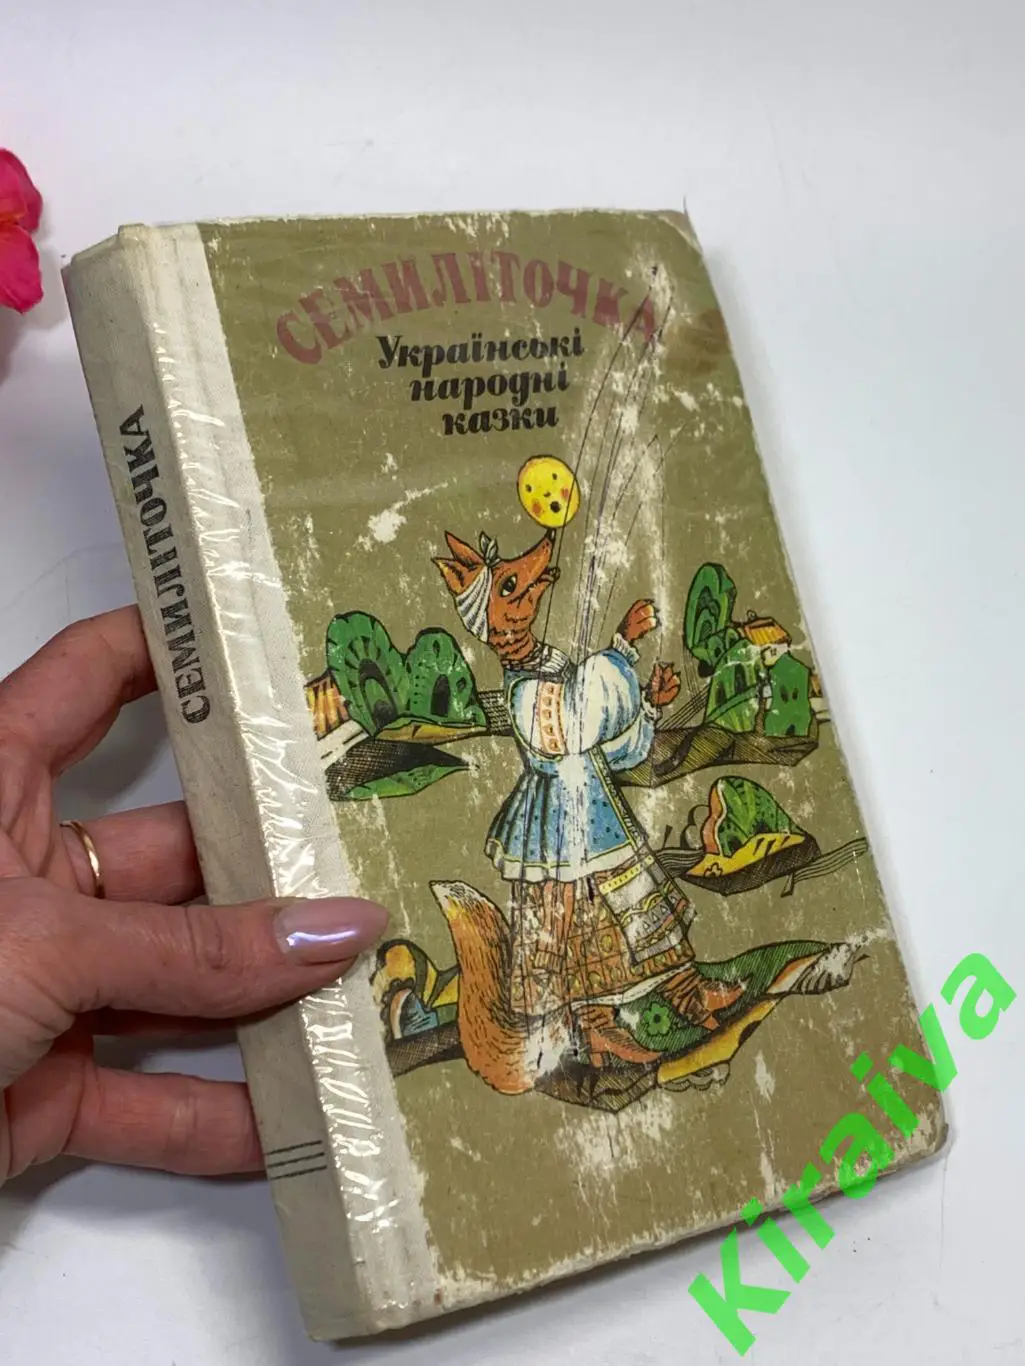 СЕМИЛІТОЧКА
Українські
народні
казки
СЕМИЛІТОЧКА
Kiraiva